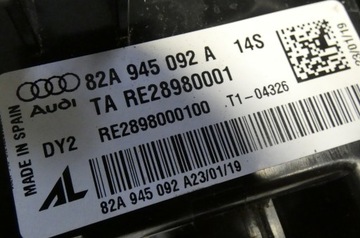 82A 945 092 A 14S
Audi
TA RE28980001
DY2 RE2898000100 T1-04326
MADE IN SPAIN
AL
82A 945 092 A23/01/19